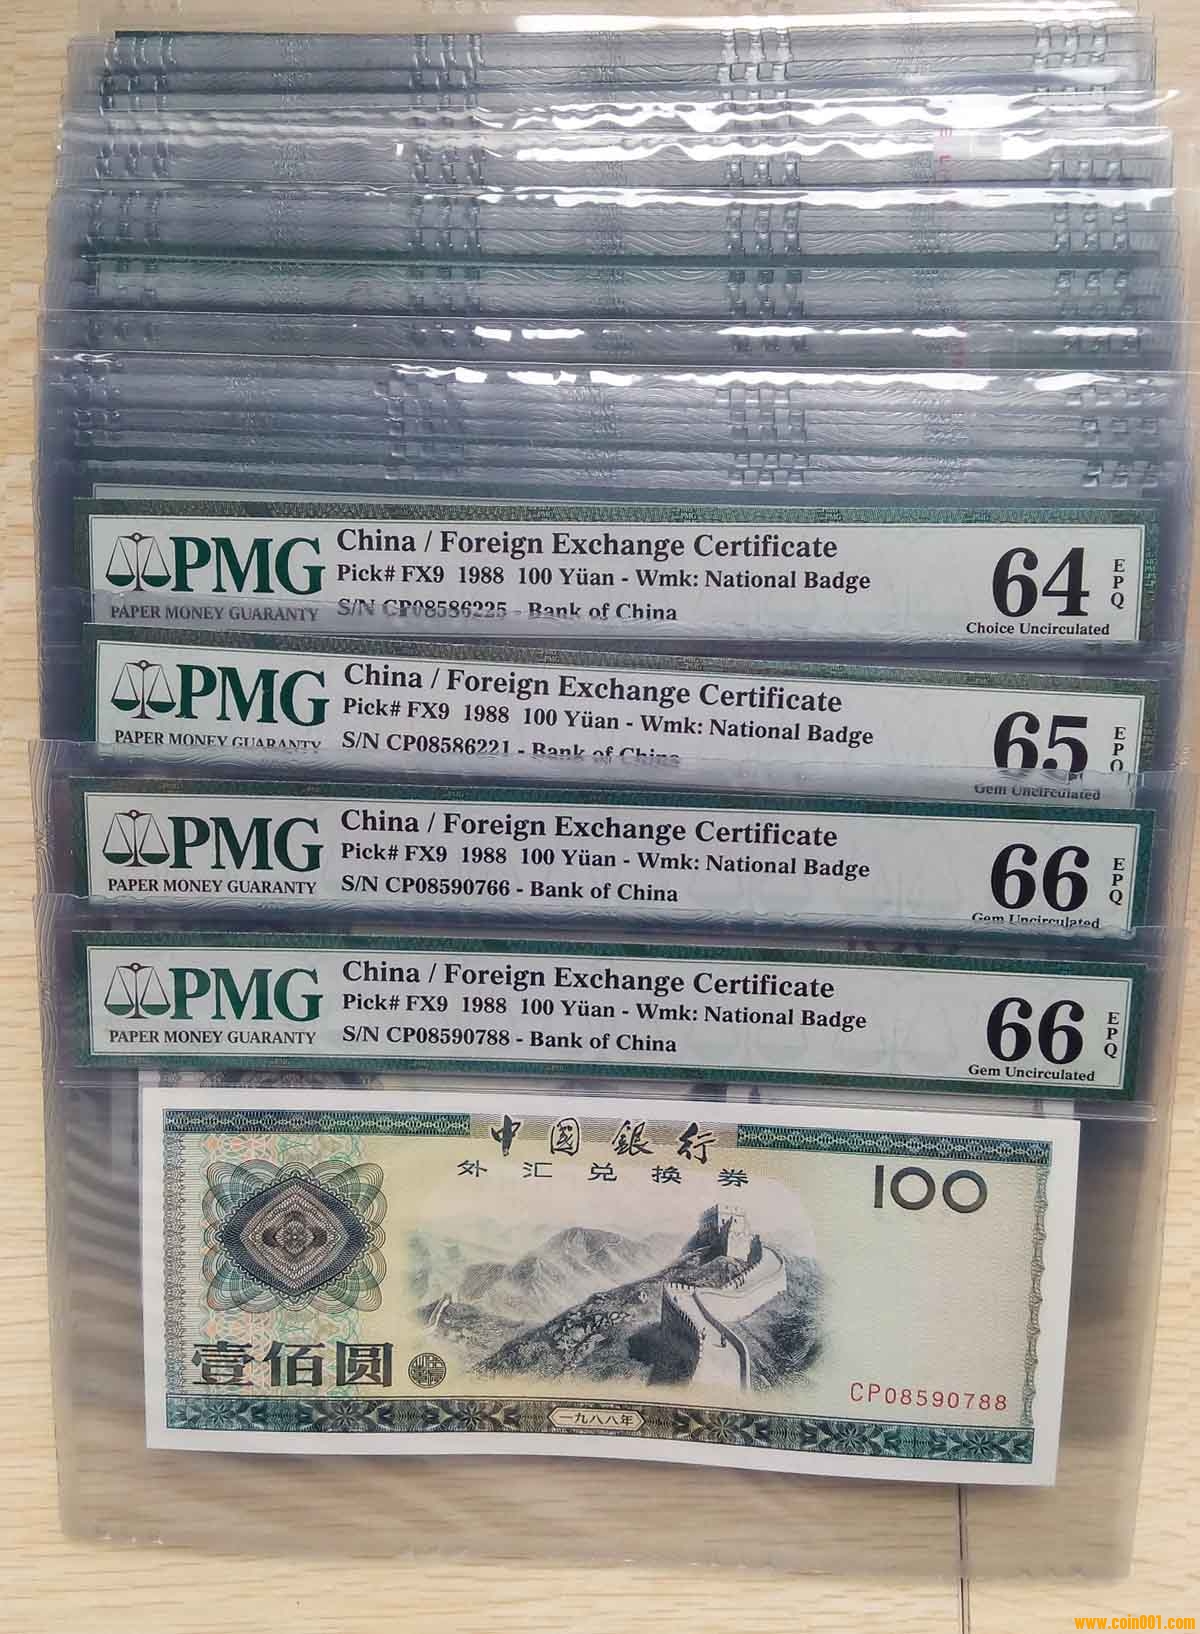 PMG
PAPER MONEY GUARANTY
China / Foreign Exchange Certificate
Pick# FX9 1988 100 Yüan - Wmk: National Badge
S/N CP08586225 - Bank of China
64
EPQ
Choice Uncirculated
PMG
PAPER MONEY GUARANTY
China / Foreign Exchange Certificate
Pick# FX9 1988 100 Yüan - Wmk: National Badge
S/N CP08586221 - Bank of China
65
EPQ
Gem Uncirculated
PMG
PAPER MONEY GUARANTY
China / Foreign Exchange Certificate
Pick# FX9 1988 100 Yüan - Wmk: National Badge
S/N CP08590766 - Bank of China
66
EPQ
Gem Uncirculated
PMG
PAPER MONEY GUARANTY
China / Foreign Exchange Certificate
Pick# FX9 1988 100 Yüan - Wmk: National Badge
S/N CP08590788 - Bank of China
66
EPQ
Gem Uncirculated
中國銀行
外汇兑换券
100
壹佰圆
CP08590788
一九八八年
www.coin001.com